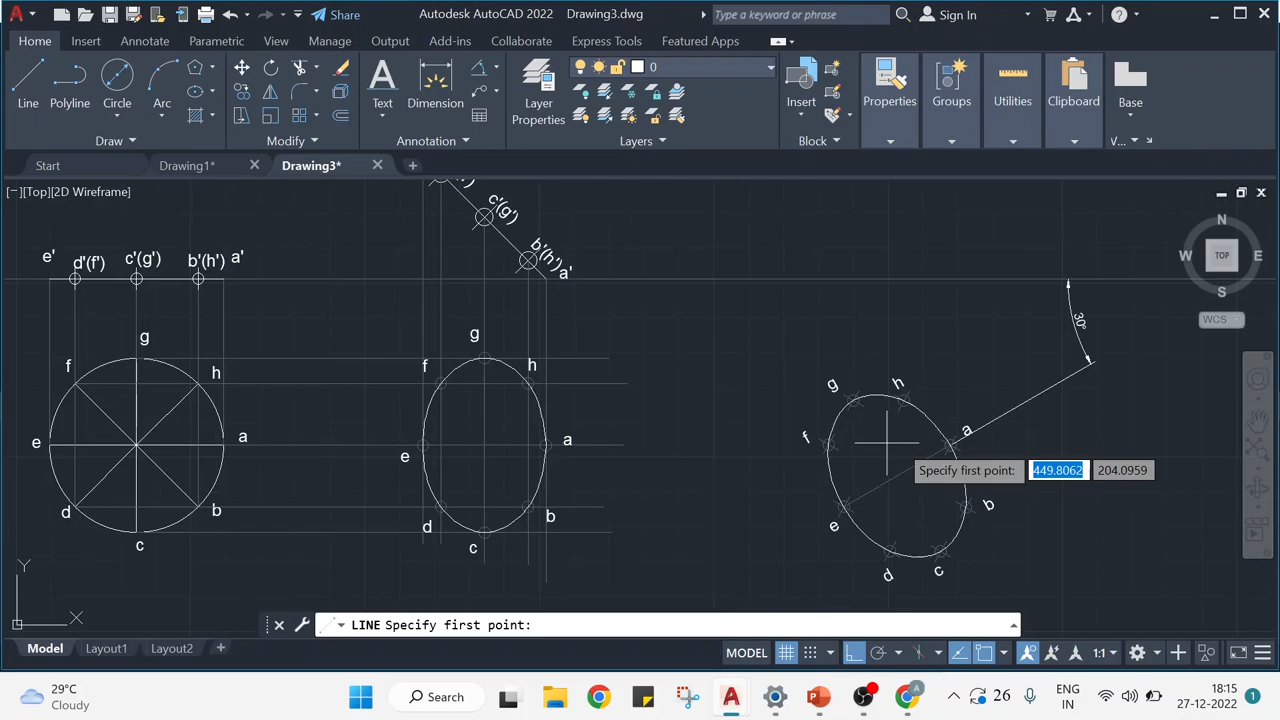 Share
Autodesk AutoCAD 2022 Drawing3.dwg
Type a keyword or phrase
Sign In
Home Insert Annotate Parametric View Manage Output Add-ins Collaborate Express Tools Featured Apps
0
Line Polyline Circle Arc
Text Dimension
Layer Properties
Insert
Properties Groups Utilities Clipboard Base
Draw Modify Annotation Layers Block V...
Start Drawing1* Drawing3*
[−][Top][2D Wireframe]
N
W TOP E
S
WCS
e' d'(f') c'(g') b'(h') a'
c'(g')
b'(h')
a'
30°
g
f h
e a
d b
c
g
f h
e a
d b
c
g h
f a
e b
d c
Specify first point: 449.8062 204.0959
Y
X
LINE Specify first point:
Model Layout1 Layout2
MODEL
1:1
29°C
Cloudy
Search
26
ENG
IN
18:15
27-12-2022
1